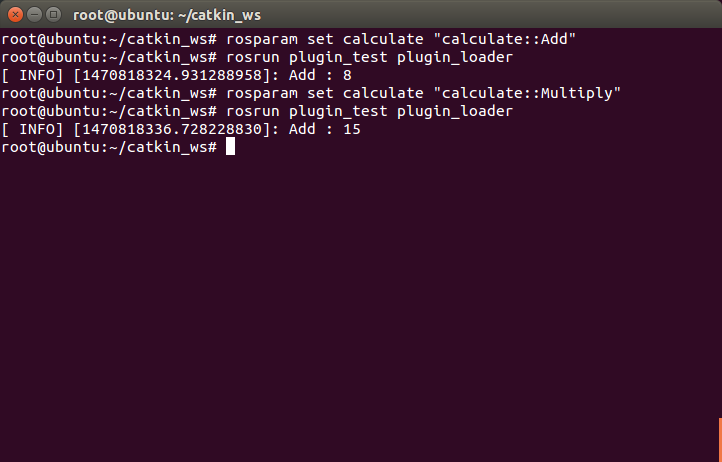 root@ubuntu: ~/catkin_ws
root@ubuntu:~/catkin_ws# rosparam set calculate "calculate::Add"
root@ubuntu:~/catkin_ws# rosrun plugin_test plugin_loader
[ INFO] [1470818324.931288958]: Add : 8
root@ubuntu:~/catkin_ws# rosparam set calculate "calculate::Multiply"
root@ubuntu:~/catkin_ws# rosrun plugin_test plugin_loader
[ INFO] [1470818336.728228830]: Add : 15
root@ubuntu:~/catkin_ws#